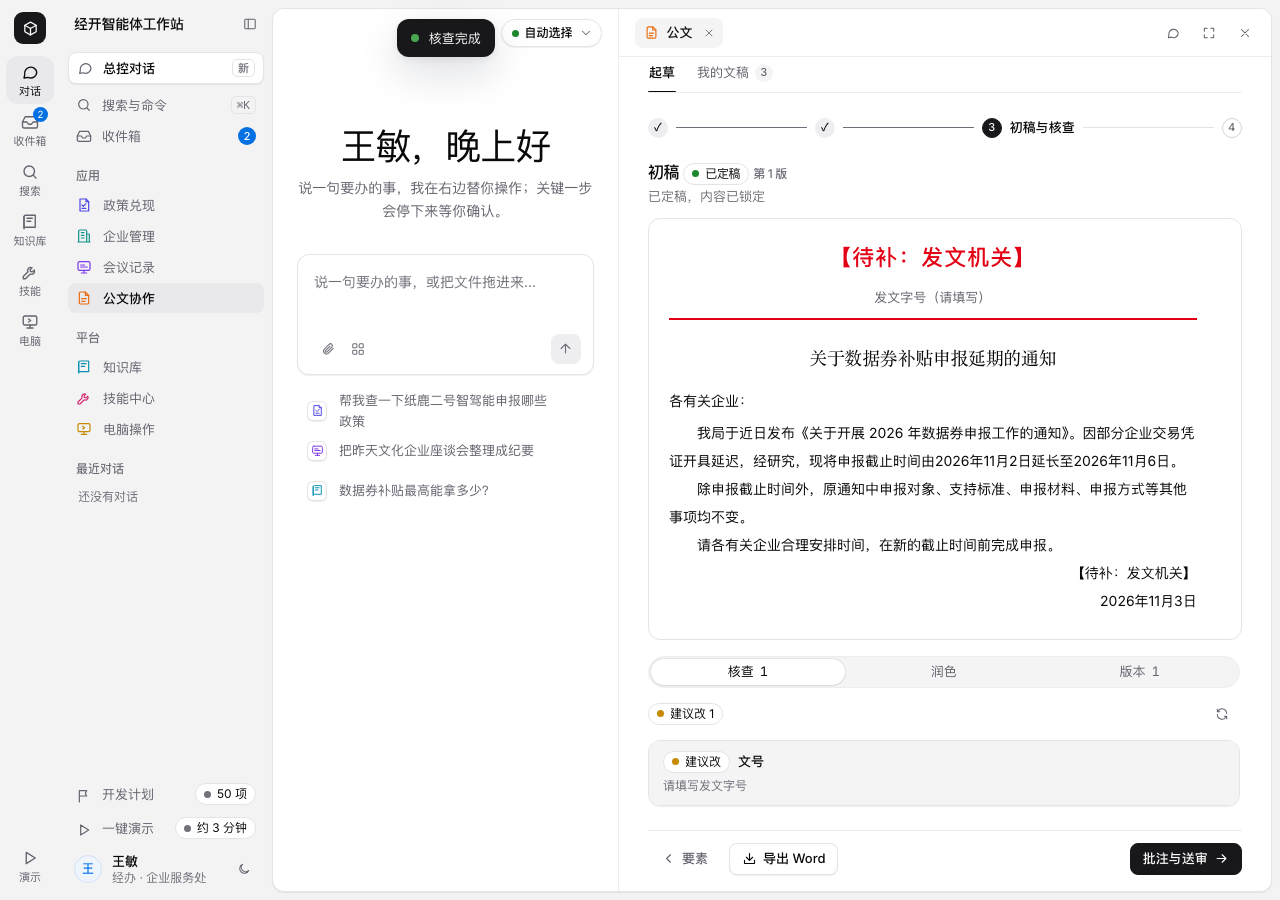 对话
2
收件箱
搜索
知识库
技能
电脑
演示
经开智能体工作站
总控对话 新
搜索与命令 ⌘K
收件箱 2
应用
政策兑现
企业管理
会议记录
公文协作
平台
知识库
技能中心
电脑操作
最近对话
还没有对话
开发计划 50 项
一键演示 约 3 分钟
王
王敏
经办 · 企业服务处
核查完成
自动选择
王敏，晚上好
说一句要办的事，我在右边替你操作；关键一步
会停下来等你确认。
说一句要办的事，或把文件拖进来...
帮我查一下纸鹿二号智驾能申报哪些
政策
把昨天文化企业座谈会整理成纪要
数据券补贴最高能拿多少?
公文
起草 我的文稿 3
3 初稿与核查 4
初稿 已定稿 第 1 版
已定稿，内容已锁定
【待补：发文机关】
发文字号（请填写）
关于数据券补贴申报延期的通知
各有关企业：
我局于近日发布《关于开展 2026 年数据券申报工作的通知》。因部分企业交易凭
证开具延迟，经研究，现将申报截止时间由2026年11月2日延长至2026年11月6日。
除申报截止时间外，原通知中申报对象、支持标准、申报材料、申报方式等其他
事项均不变。
请各有关企业合理安排时间，在新的截止时间前完成申报。
【待补：发文机关】
2026年11月3日
核查 1 润色 版本 1
建议改 1
建议改 文号
请填写发文字号
要素 导出 Word 批注与送审